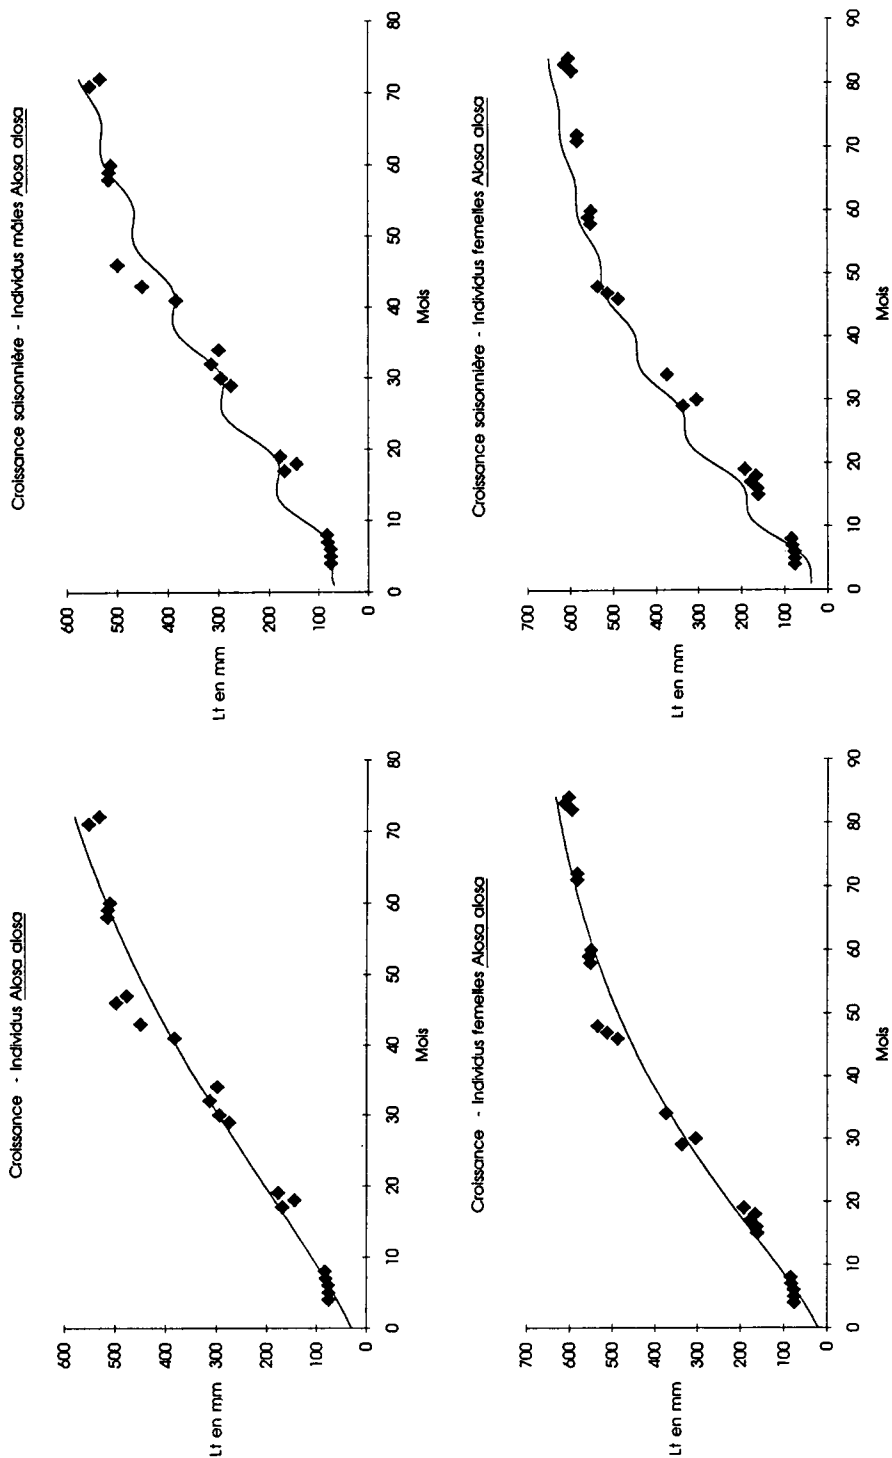 Croissance - Individus Alosa alosa
600
500
400
300
200
100
0
Lt en mm
0 10 20 30 40 50 60 70 80
Mois
Croissance saisonnière - Individus mâles Alosa alosa
600
500
400
300
200
100
0
Lt en mm
0 10 20 30 40 50 60 70 80
Mois
Croissance - Individus femelles Alosa alosa
700
600
500
400
300
200
100
0
Lt en mm
0 10 20 30 40 50 60 70 80 90
Mois
Croissance saisonnière - Individus femelles Alosa alosa
700
600
500
400
300
200
100
0
Lt en mm
0 10 20 30 40 50 60 70 80 90
Mois